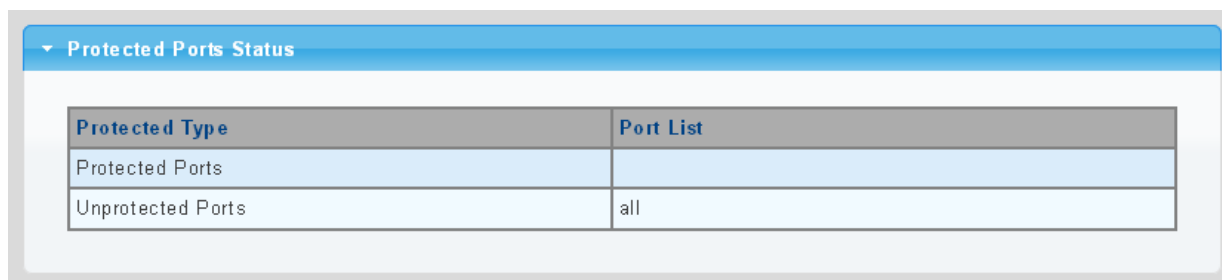 Protected Ports Status
Protected Type Port List
Protected Ports
Unprotected Ports all